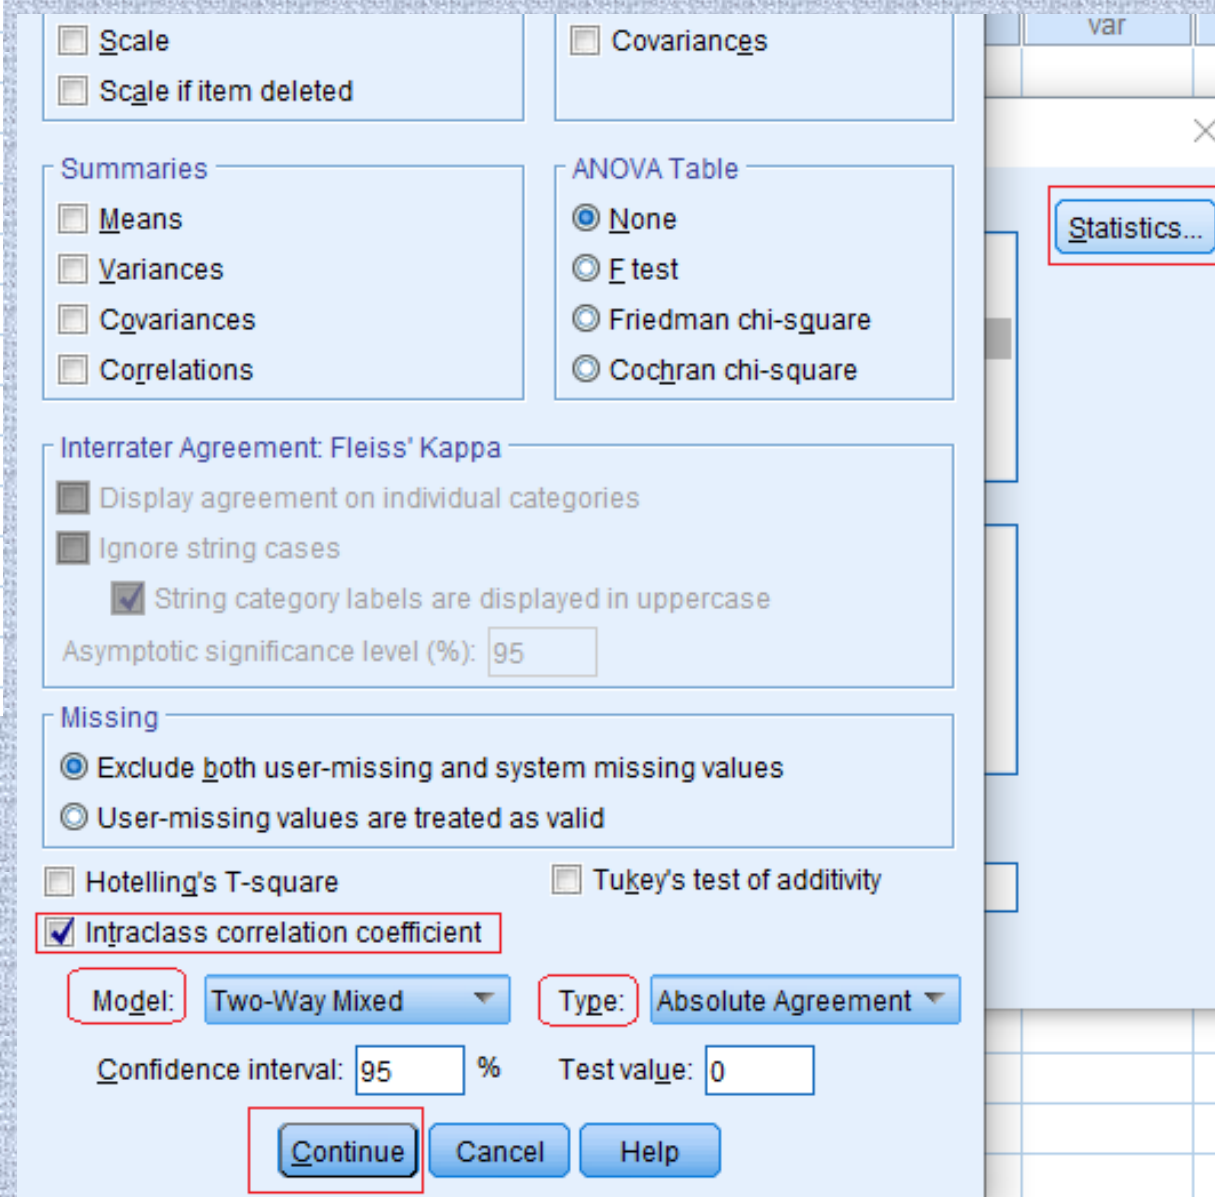 Scale
Covariances
var
Scale if item deleted
Summaries
ANOVA Table
Means
None
Statistics...
Variances
F test
Covariances
Friedman chi-square
Correlations
Cochran chi-square
Interrater Agreement: Fleiss' Kappa
Display agreement on individual categories
Ignore string cases
String category labels are displayed in uppercase
Asymptotic significance level (%): 95
Missing
Exclude both user-missing and system missing values
User-missing values are treated as valid
Hotelling's T-square
Tukey's test of additivity
Intraclass correlation coefficient
Model: Two-Way Mixed
Type: Absolute Agreement
Confidence interval: 95 %
Test value: 0
Continue
Cancel
Help